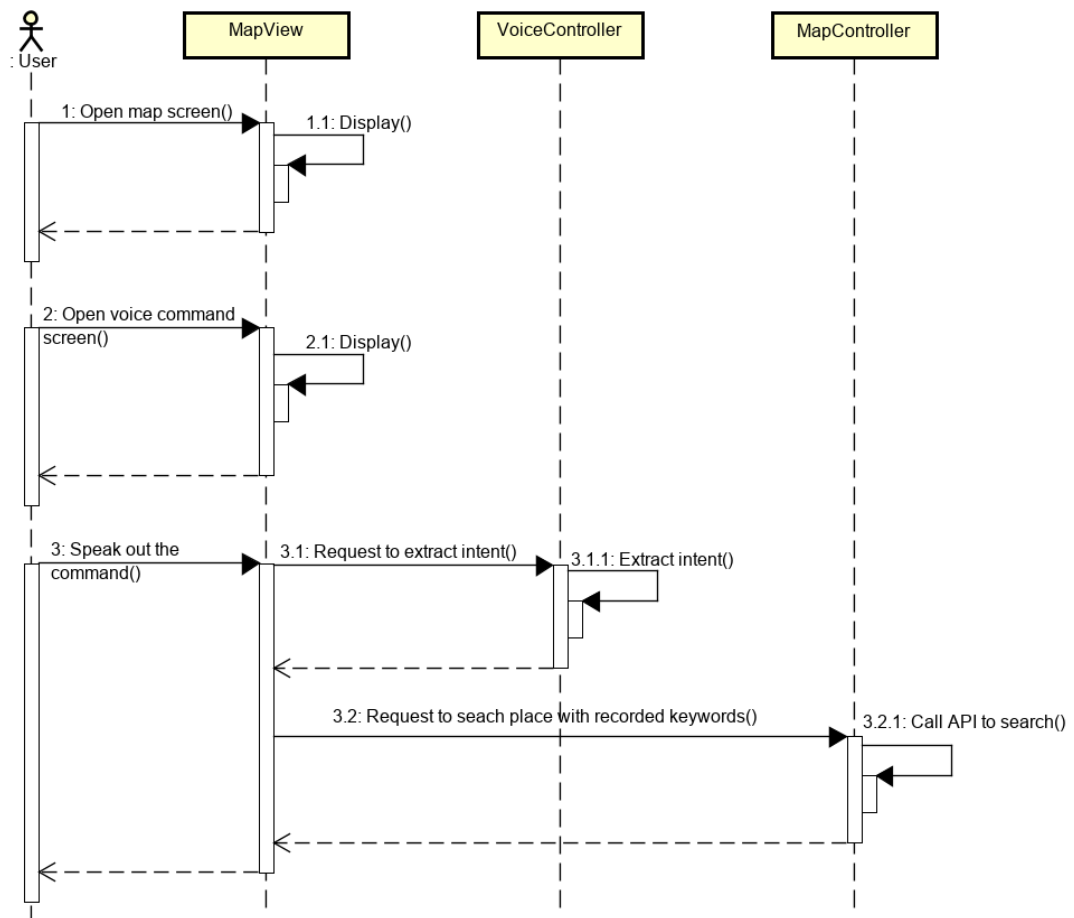 : User
MapView
VoiceController
MapController
1: Open map screen()
1.1: Display()
2: Open voice command
screen()
2.1: Display()
3: Speak out the
command()
3.1: Request to extract intent()
3.1.1: Extract intent()
3.2: Request to seach place with recorded keywords()
3.2.1: Call API to search()